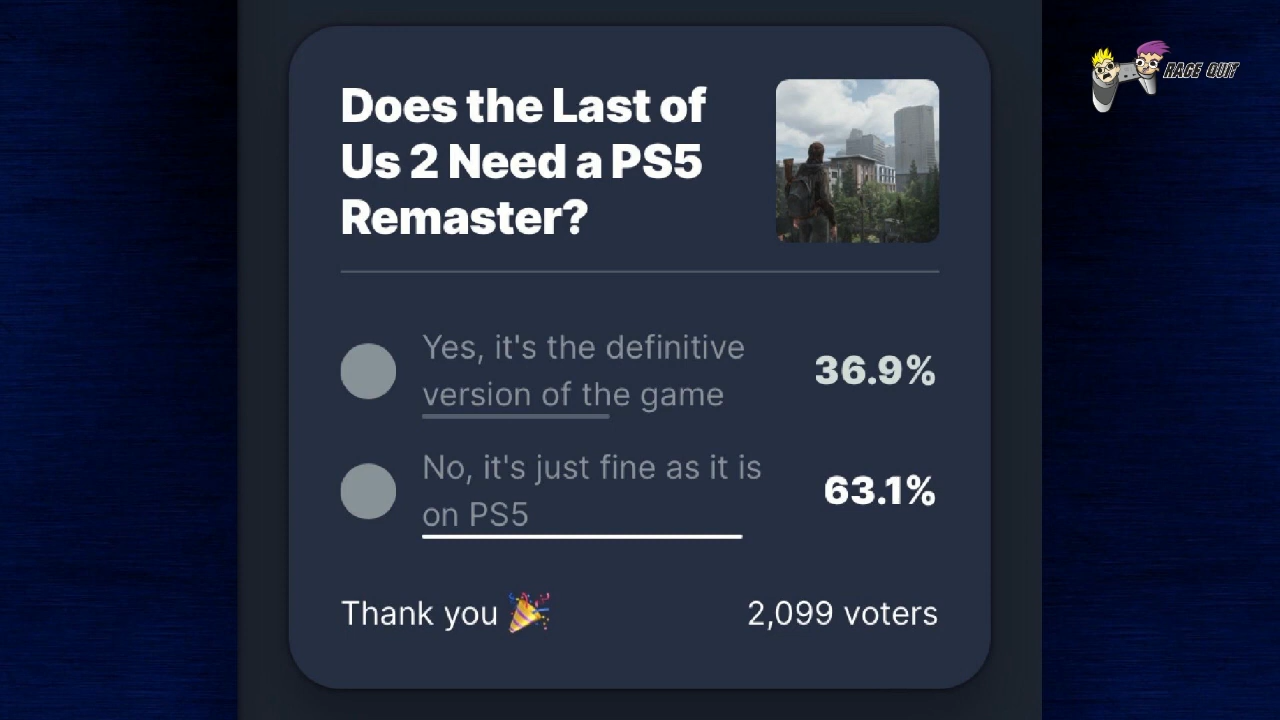 Does the Last of
Us 2 Need a PS5
Remaster?
RAGE QUIT
Yes, it's the definitive
version of the game
36.9%
No, it's just fine as it is
on PS5
63.1%
Thank you 🎉
2,099 voters